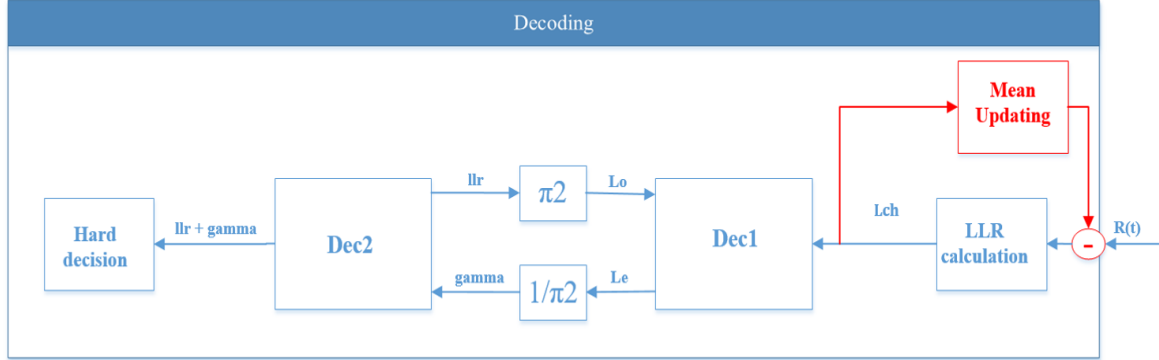 Decoding
Mean
Updating
llr
π2
Lo
Lch
R(t)
Hard
decision
llr + gamma
Dec2
Dec1
LLR
calculation
-
gamma
1/π2
Le